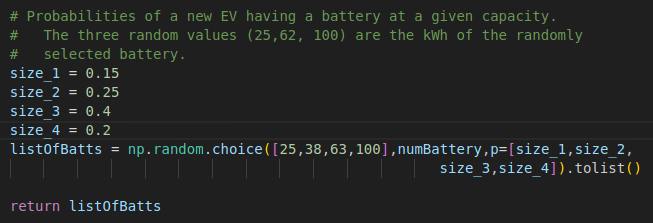 # Probabilities of a new EV having a battery at a given capacity.
#   The three random values (25,62, 100) are the kWh of the randomly
#   selected battery.
size_1 = 0.15
size_2 = 0.25
size_3 = 0.4
size_4 = 0.2
listOfBatts = np.random.choice([25,38,63,100],numBattery,p=[size_1,size_2,
size_3,size_4]).tolist()
return listOfBatts